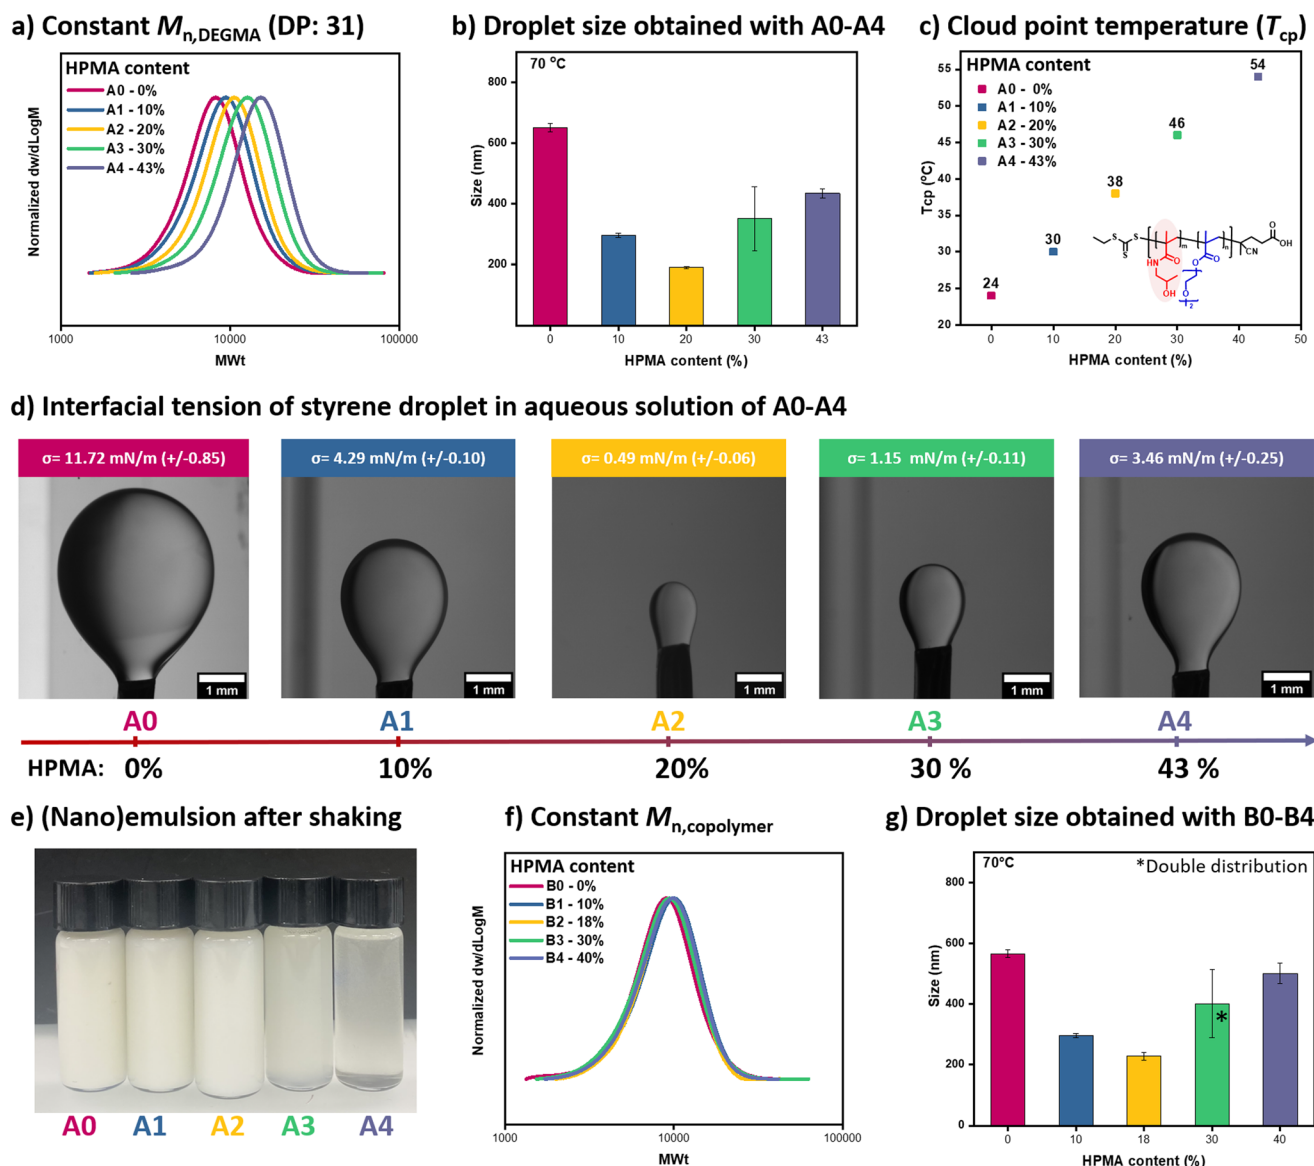 a) Constant Mn,DEGMA (DP: 31)
HPMA content
A0 - 0%
A1 - 10%
A2 - 20%
A3 - 30%
A4 - 43%
Normalized dw/dLogM
1000
10000
100000
MWt
b) Droplet size obtained with A0-A4
70 °C
800
600
400
200
Size (nm)
0
10
20
30
43
HPMA content (%)
c) Cloud point temperature (Tcp)
HPMA content
A0 - 0%
A1 - 10%
A2 - 20%
A3 - 30%
A4 - 43%
55
50
45
40
35
30
25
20
Tcp (°C)
24
30
38
46
54
S
S
S
m
n
HN
O
OH
O
O
O
2
CN
O
OH
0
10
20
30
40
50
HPMA content (%)
d) Interfacial tension of styrene droplet in aqueous solution of A0-A4
σ= 11.72 mN/m (+/-0.85)
σ= 4.29 mN/m (+/-0.10)
σ= 0.49 mN/m (+/-0.06)
σ= 1.15 mN/m (+/-0.11)
σ= 3.46 mN/m (+/-0.25)
1 mm
1 mm
1 mm
1 mm
1 mm
A0
A1
A2
A3
A4
HPMA: 0% 10% 20% 30 % 43 %
e) (Nano)emulsion after shaking
A0 A1 A2 A3 A4
f) Constant Mn,copolymer
HPMA content
B0 - 0%
B1 - 10%
B2 - 18%
B3 - 30%
B4 - 40%
Normalized dw/dLogM
1000
10000
100000
MWt
g) Droplet size obtained with B0-B4
70°C
*Double distribution
800
600
400
200
0
Size (nm)
*
0
10
18
30
40
HPMA content (%)